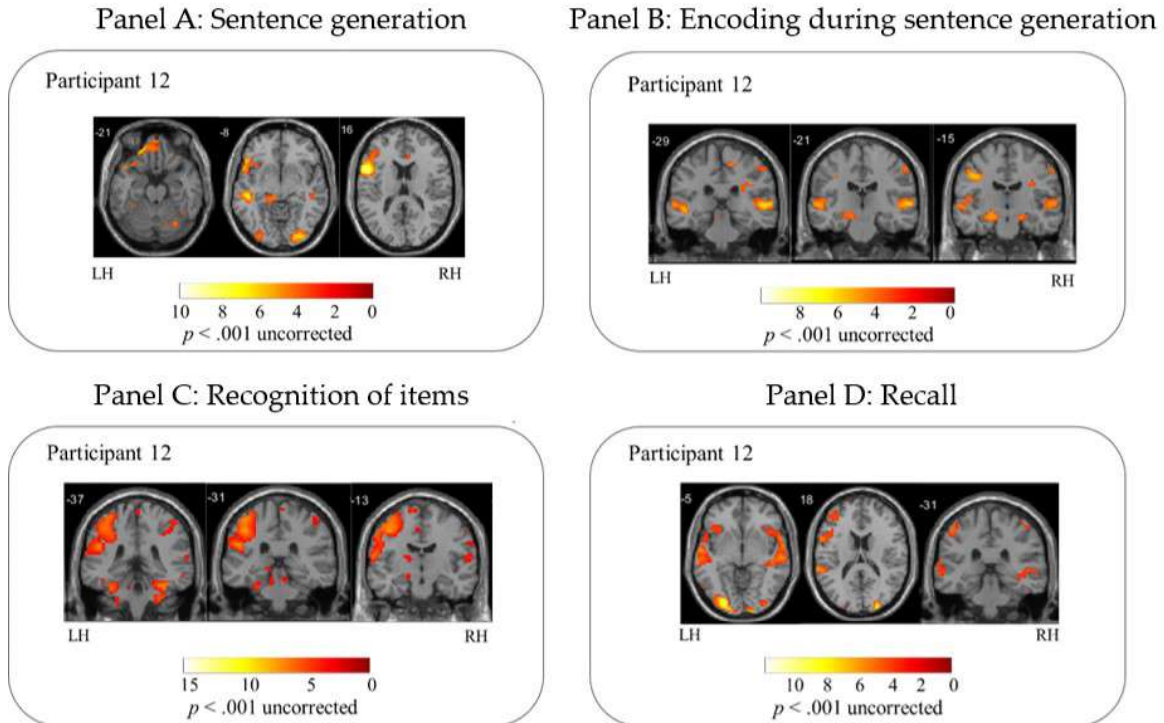 Panel A: Sentence generation
Participant 12
-21 -8 16
LH RH
10 8 6 4 2 0
p < .001 uncorrected
Panel B: Encoding during sentence generation
Participant 12
-29 -21 -15
LH RH
8 6 4 2 0
p < .001 uncorrected
Panel C: Recognition of items
Participant 12
-37 -31 -13
LH RH
15 10 5 0
p < .001 uncorrected
Panel D: Recall
Participant 12
-5 18 -31
LH RH
10 8 6 4 2 0
p < .001 uncorrected